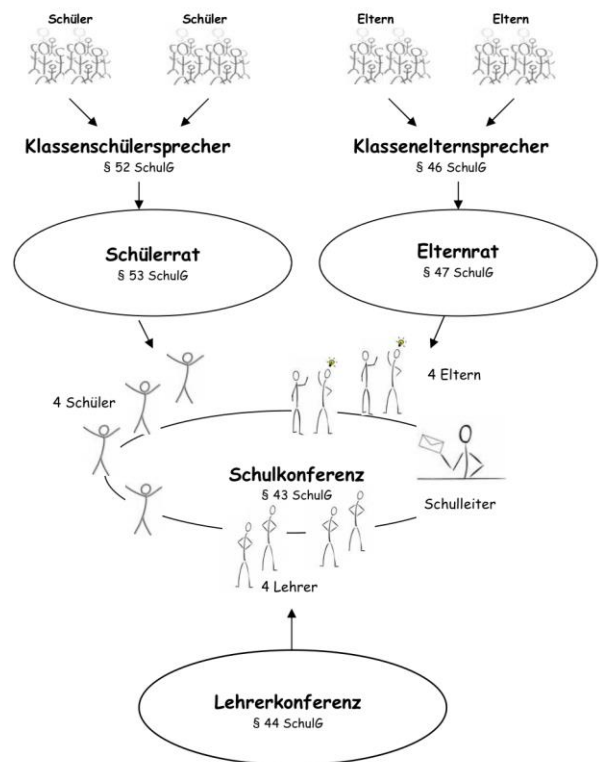 Schüler
Schüler
Eltern
Eltern
Klassenschülersprecher
§ 52 SchulG
Klassenelternsprecher
§ 46 SchulG
Schülerrat
§ 53 SchulG
Elternrat
§ 47 SchulG
4 Schüler
4 Eltern
Schulkonferenz
§ 43 SchulG
Schulleiter
4 Lehrer
Lehrerkonferenz
§ 44 SchulG